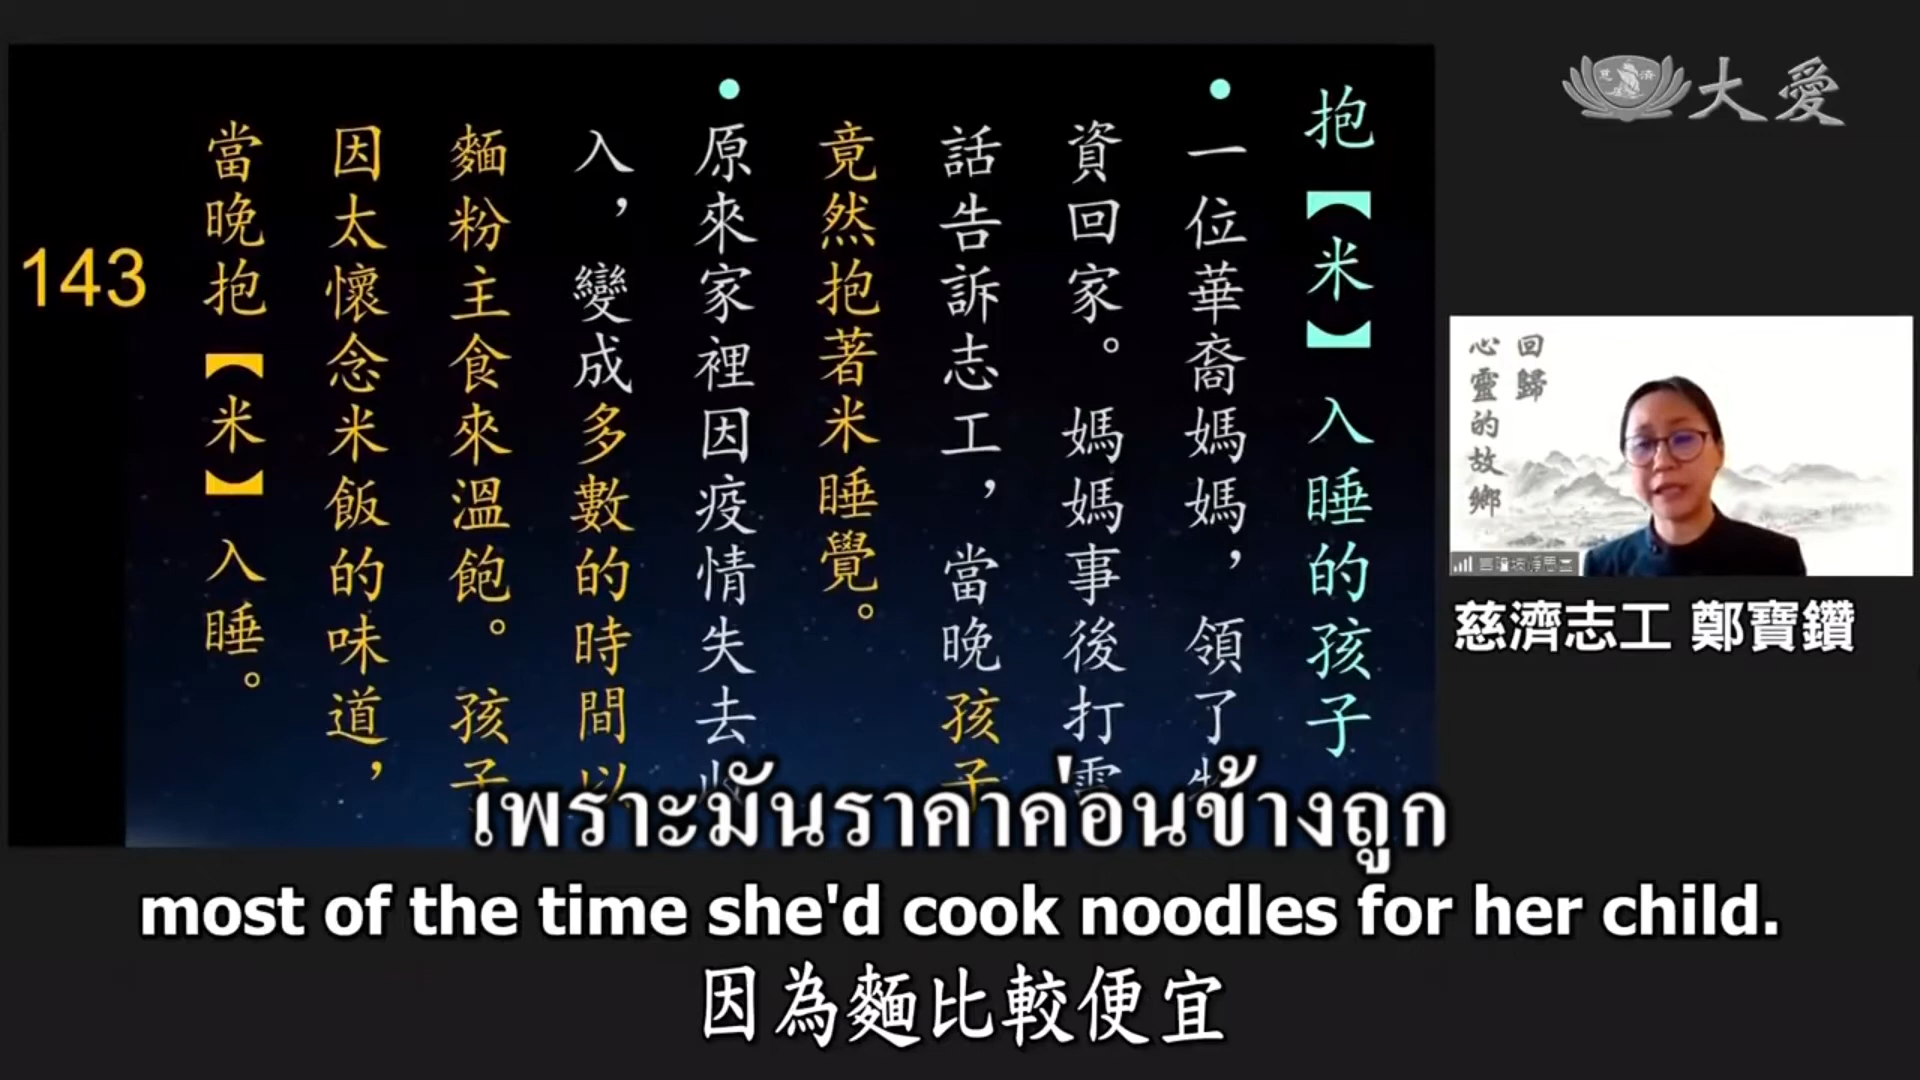 抱【米】入睡的孩子
一位華裔媽媽，領了物
資回家。媽媽事後打電
話告訴志工，當晚孩子
竟然抱著米睡覺。
原來家裡因疫情失去收
入，變成多數的時間以
麵粉主食來溫飽。孩子
因太懷念米飯的味道，
當晚抱【米】入睡。
143
慈濟
大愛
回歸
心靈的故鄉
慈濟志工 鄭寶鑽
เพราะมันราคาค่อนข้างถูก
most of the time she'd cook noodles for her child.
因為麵比較便宜